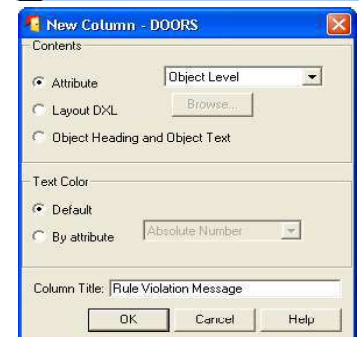 New Column - DOORS
Contents
Attribute
Object Level
Layout DXL
Browse...
Object Heading and Object Text
Text Color
Default
By attribute
Absolute Number
Column Title: Rule Violation Message
OK Cancel Help